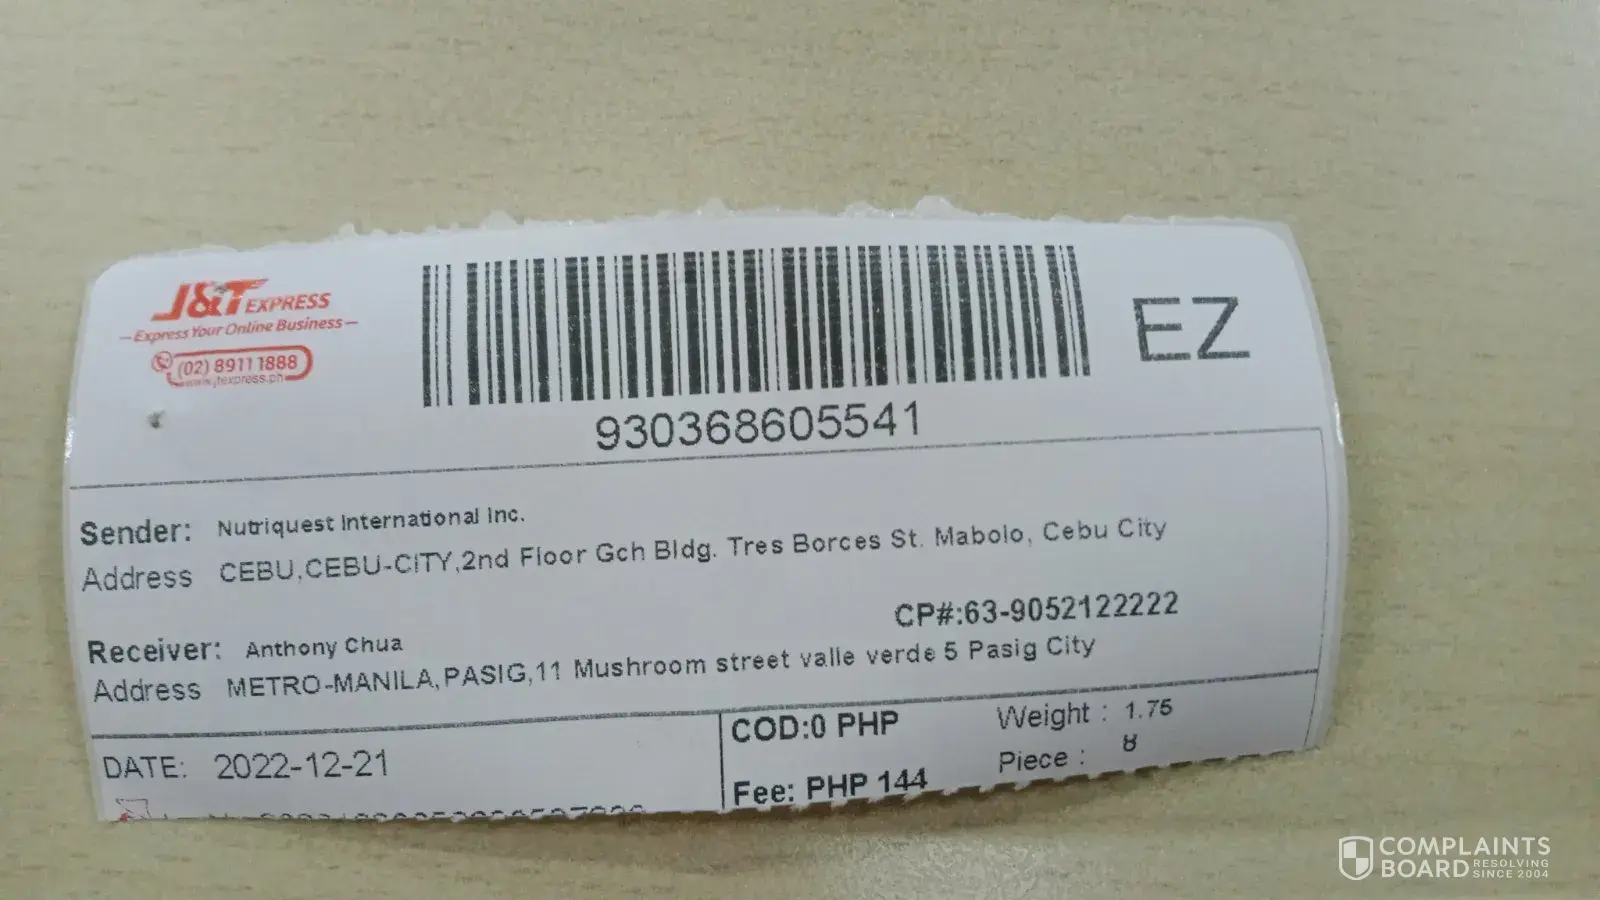 J&T EXPRESS
—Express Your Online Business—
(02) 8911 1888
www.jtexpress.ph
EZ
930368605541
Sender: Nutriquest International Inc.
Address CEBU,CEBU-CITY,2nd Floor Gch Bldg. Tres Borces St. Mabolo, Cebu City
CP#:63-9052122222
Receiver: Anthony Chua
Address METRO-MANILA,PASIG,11 Mushroom street valle verde 5 Pasig City
DATE: 2022-12-21
COD:0 PHP
Weight : 1.75
Fee: PHP 144
Piece : 8
COMPLAINTS
BOARD RESOLVING
SINCE 2004